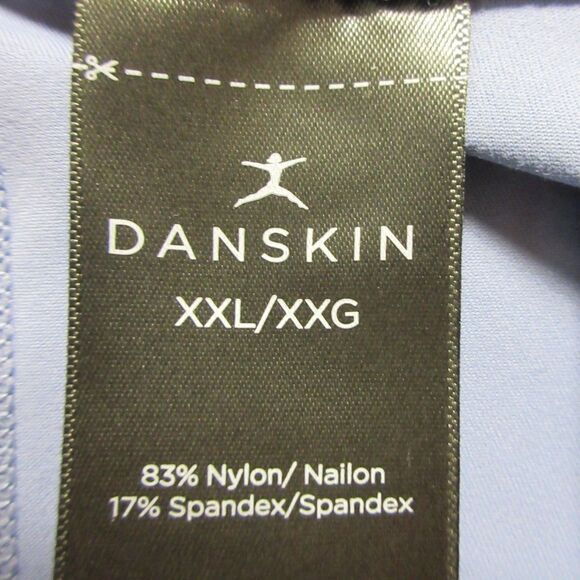 DANSKIN
XXL/XXG
83% Nylon/ Nailon
17% Spandex/Spandex